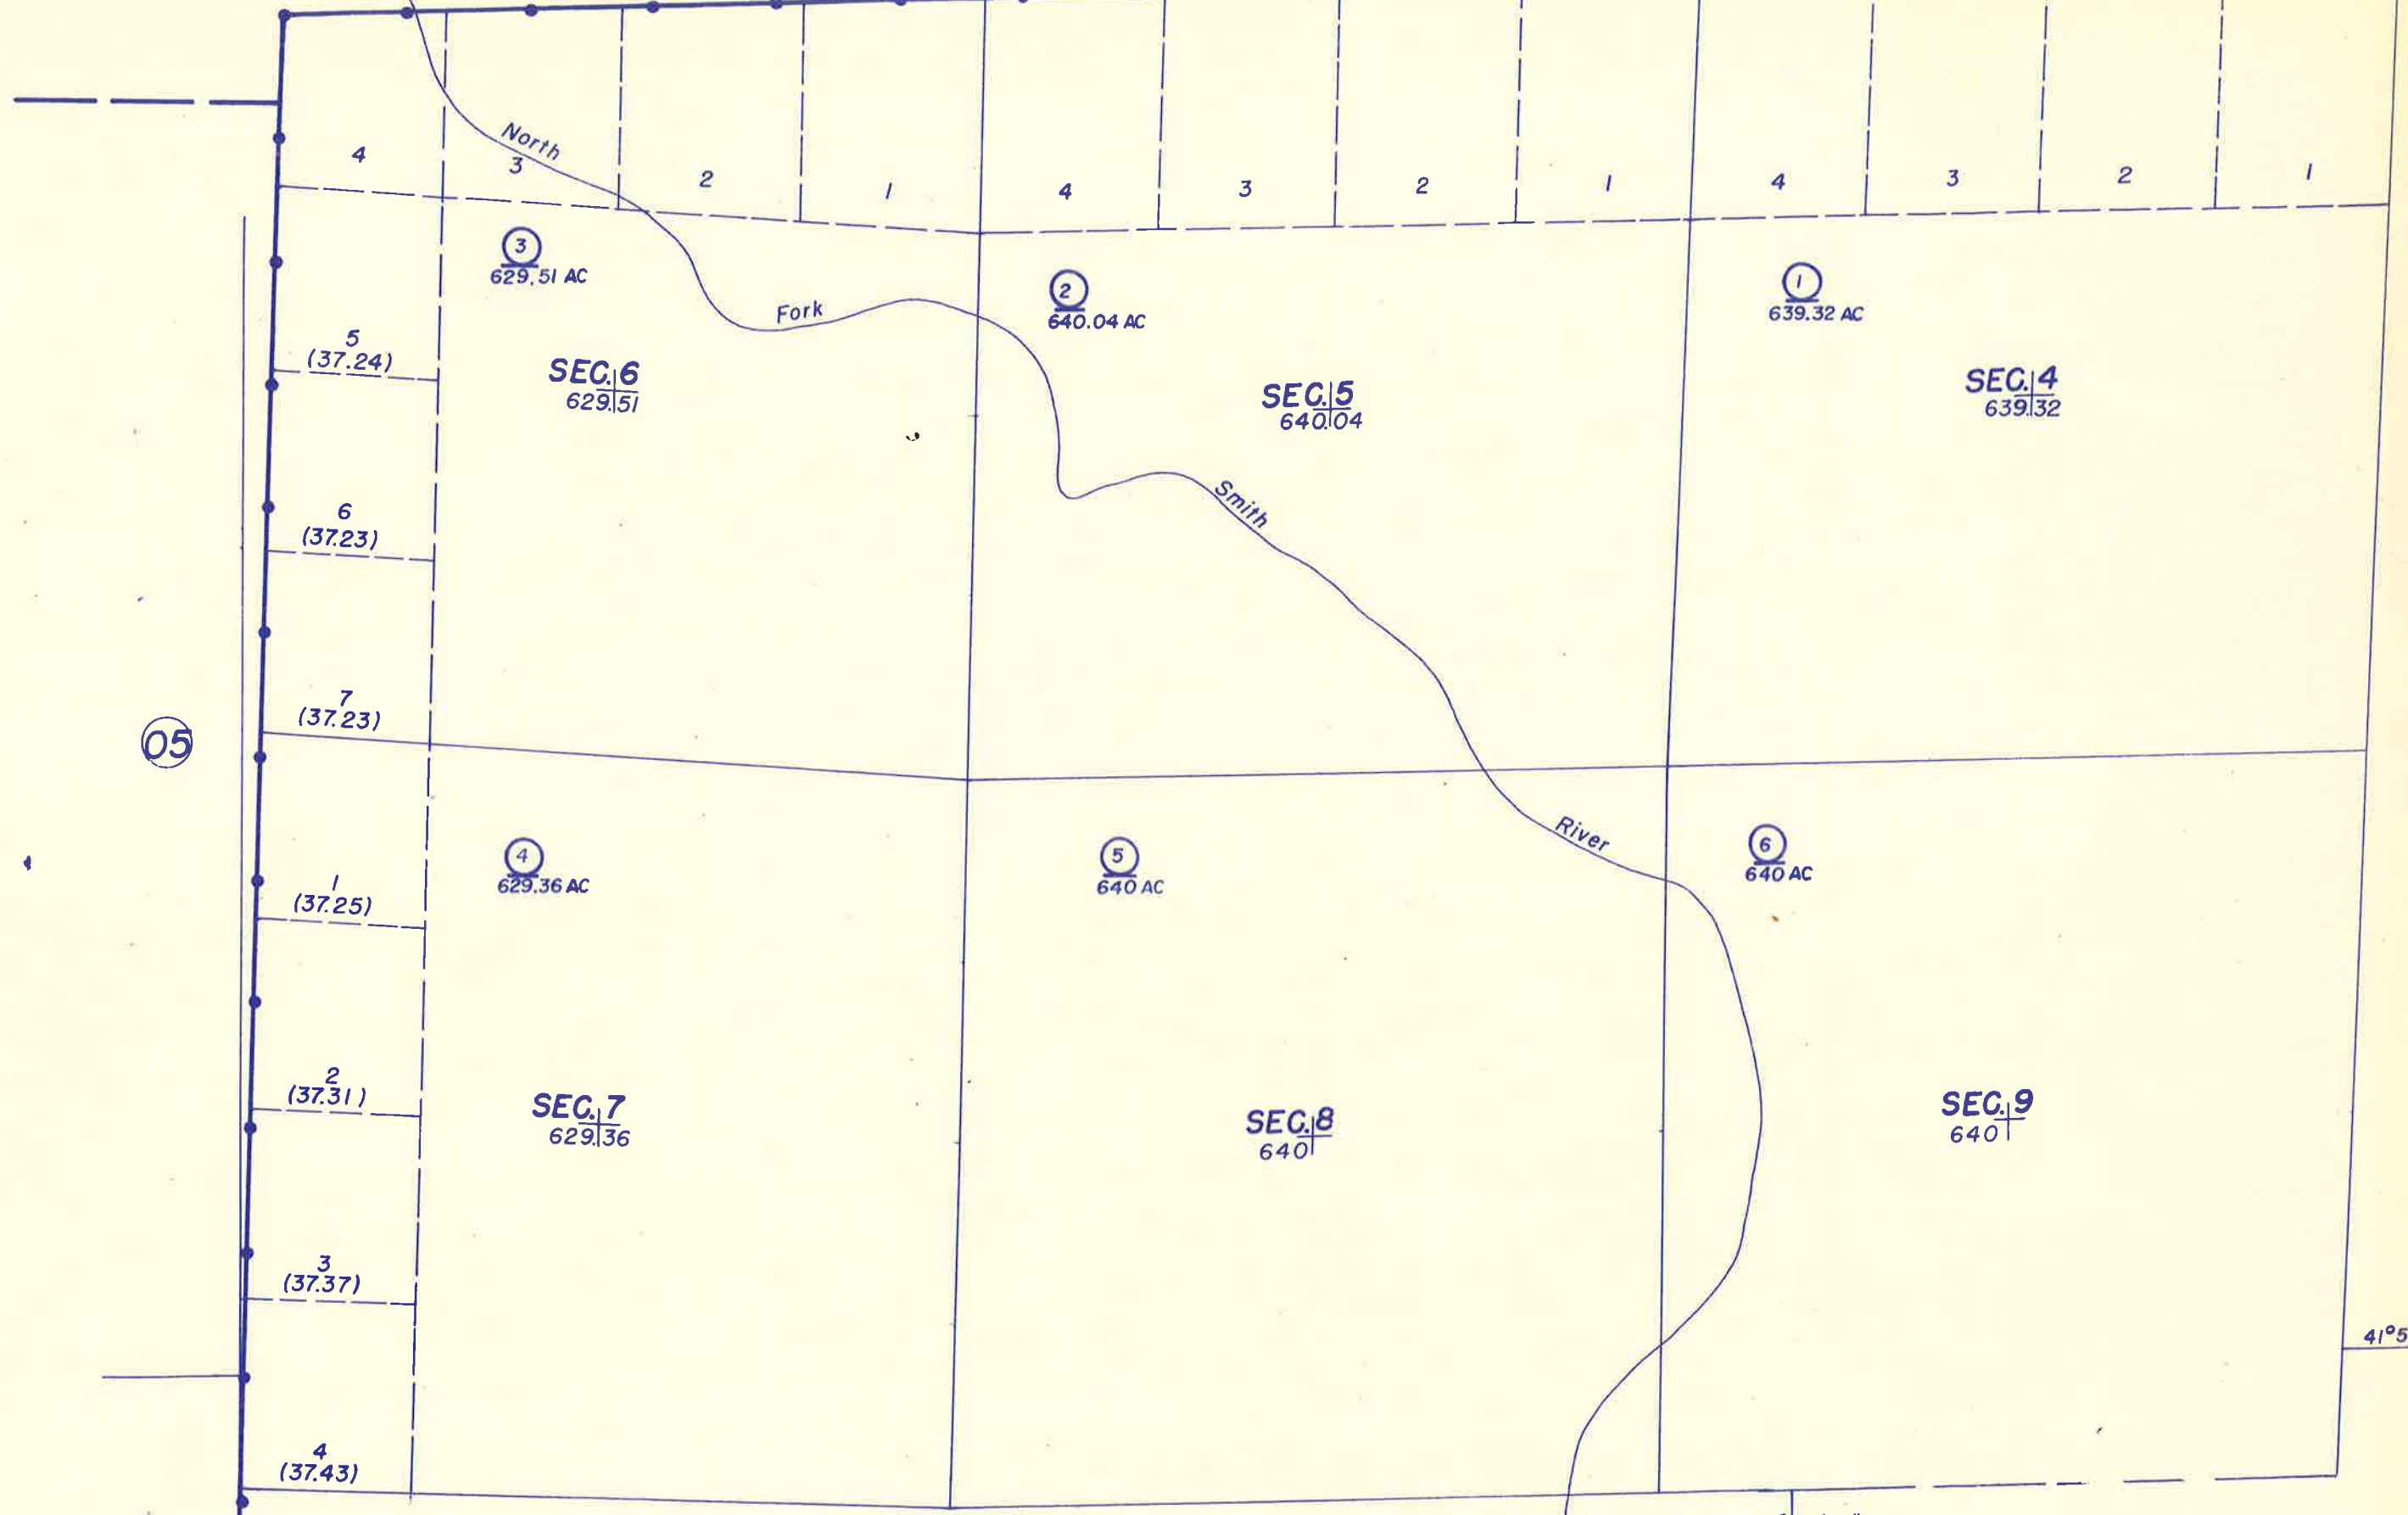 4
3
2
1
4
3
2
1
4
3
2
1
North
Fork
Smith
River
3
629.51 AC
2
640.04 AC
1
639.32 AC
5
(37.24)
SEC. 6
629.51
SEC. 5
640.04
SEC. 4
639.32
6
(37.23)
7
(37.23)
05
4
629.36 AC
5
640 AC
6
640 AC
1
(37.25)
2
(37.31)
SEC. 7
629.36
SEC. 8
640
SEC. 9
640
3
(37.37)
41°5
4
(37.43)